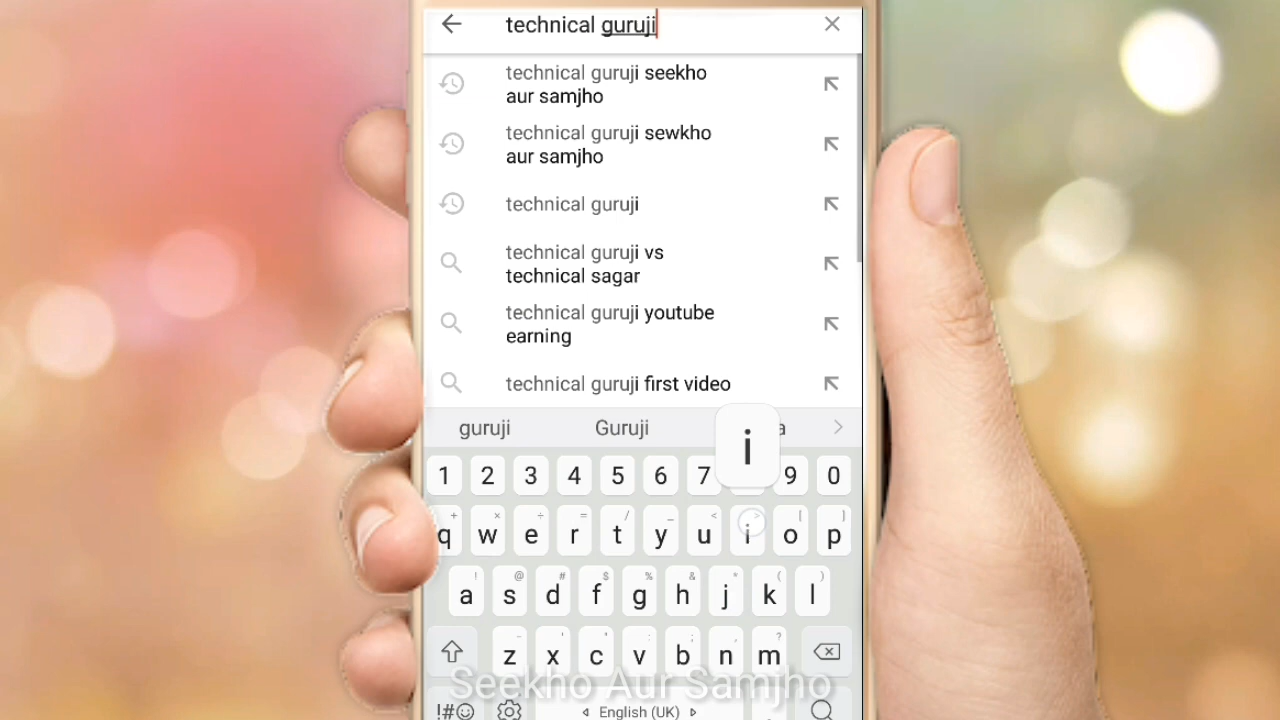 technical guruji
technical guruji seekho
aur samjho
technical guruji sewkho
aur samjho
technical guruji
technical guruji vs
technical sagar
technical guruji youtube
earning
technical guruji first video
guruji Guruji
i
1 2 3 4 5 6 7 9 0
+ × ÷ = / _ < > [ ]
q w e r t y u i o p
! @ # $ % & * ( )
a s d f g h j k l
- ' " : ; , ?
z x c v b n m
Seekho Aur Samjho
!#☺ English (UK) .